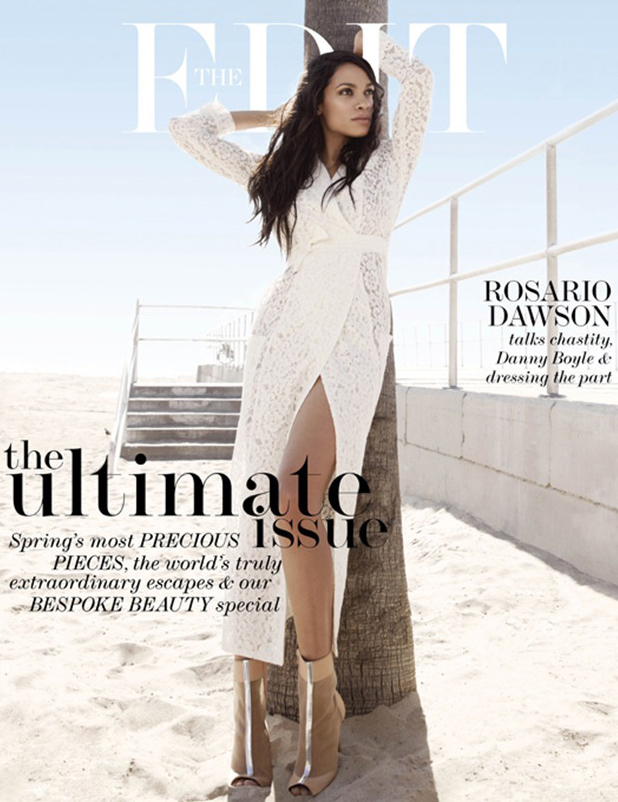 THE EDIT
ROSARIO
DAWSON
talks chastity,
Danny Boyle &
dressing the part
the
ultimate
issue
Spring's most PRECIOUS
PIECES, the world's truly
extraordinary escapes & our
BESPOKE BEAUTY special